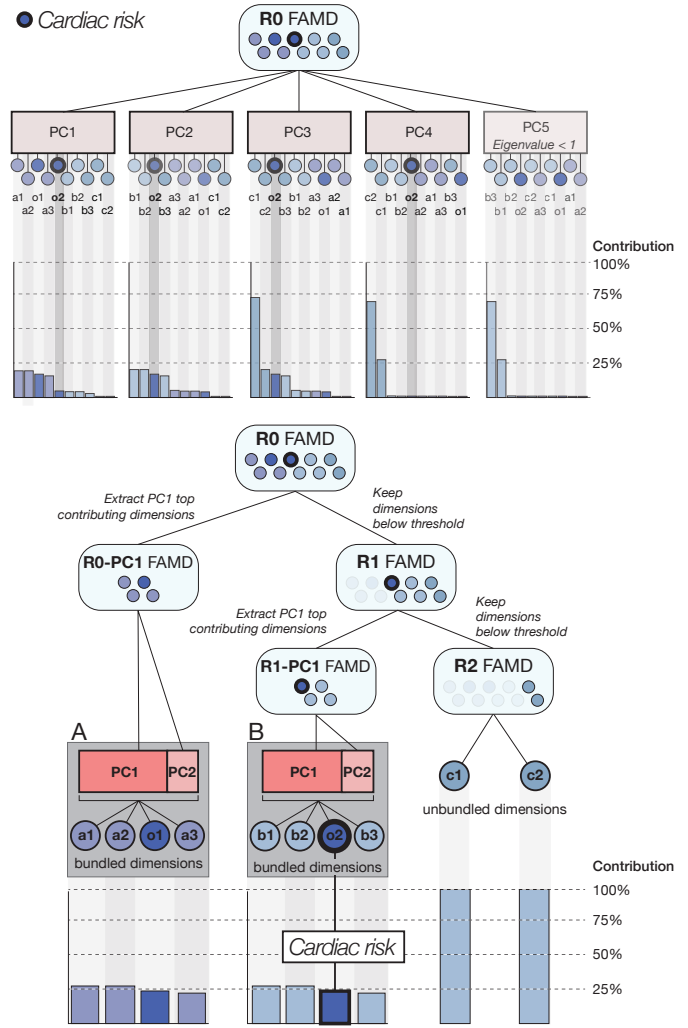 Cardiac risk
R0 FAMD
PC1
PC2
PC3
PC4
PC5
Eigenvalue < 1
a1 o1 o2 b2 c1
a2 a3 b1 b3 c2
b1 o2 a3 a1 c1
b2 b3 a2 o1 c2
c1 o2 b1 a3 a2
c2 b3 b2 o1 a1
c2 b2 o2 a1 b3
c1 b1 a2 a3 o1
b3 b2 c2 c1 a1
b1 o2 a3 o1 a2
Contribution
100%
75%
50%
25%
R0 FAMD
Extract PC1 top
contributing dimensions
Keep
dimensions
below threshold
R0-PC1 FAMD
R1 FAMD
Extract PC1 top
contributing dimensions
Keep
dimensions
below threshold
R1-PC1 FAMD
R2 FAMD
A
B
PC1 PC2
PC1 PC2
c1 c2
unbundled dimensions
a1 a2 o1 a3
b1 b2 o2 b3
bundled dimensions
bundled dimensions
Contribution
100%
75%
Cardiac risk
50%
25%